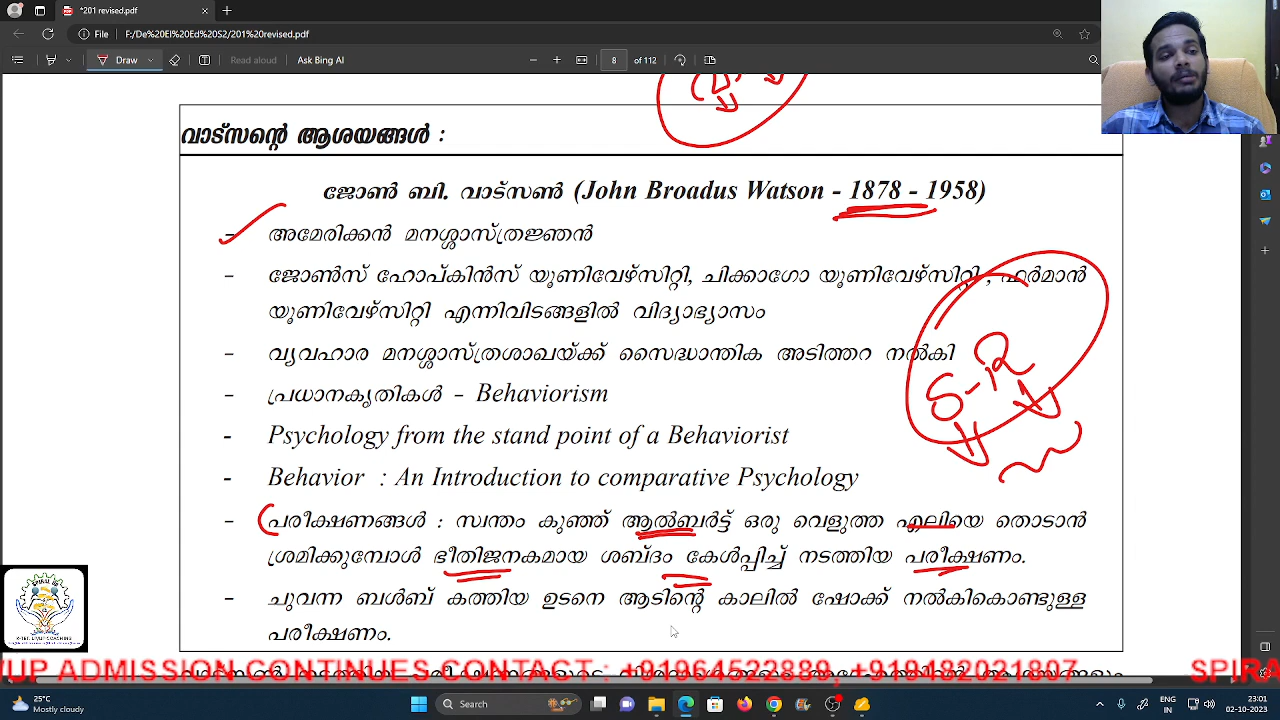 *201 revised.pdf
File
F:/De%20El%20Ed%20S2/201%20revised.pdf
Draw
Read aloud
Ask Bing AI
8
of 112
വാട്സന്റെ ആശയങ്ങൾ :
ജോൺ ബി. വാട്സൺ (John Broadus Watson - 1878 - 1958)
- അമേരിക്കൻ മനശ്ശാസ്ത്രജ്ഞൻ
- ജോൺസ് ഹോപ്കിൻസ് യൂണിവേഴ്സിറ്റി, ചിക്കാഗോ യൂണിവേഴ്സിറ്റി , ഫർമാൻ
യൂണിവേഴ്സിറ്റി എന്നിവിടങ്ങളിൽ വിദ്യാഭ്യാസം
- വ്യവഹാര മനശ്ശാസ്ത്രശാഖയ്ക്ക് സൈദ്ധാന്തിക അടിത്തറ നൽകി
- പ്രധാനകൃതികൾ - Behaviorism
- Psychology from the stand point of a Behaviorist
- Behavior : An Introduction to comparative Psychology
S-R
- പരീക്ഷണങ്ങൾ : സ്വന്തം കുഞ്ഞ് ആൽബർട്ട് ഒരു വെളുത്ത എലിയെ തൊടാൻ
ശ്രമിക്കുമ്പോൾ ഭീതിജനകമായ ശബ്ദം കേൾപ്പിച്ച് നടത്തിയ പരീക്ഷണം.
- ചുവന്ന ബൾബ് കത്തിയ ഉടനെ ആടിന്റെ കാലിൽ ഷോക്ക് നൽകികൊണ്ടുള്ള
പരീക്ഷണം.
UP ADMISSION CONTINUES CONTACT : +91964522889, +919482021807 SPIRA
25°C
Mostly cloudy
Search
ENG
IN
23:01
02-10-2023